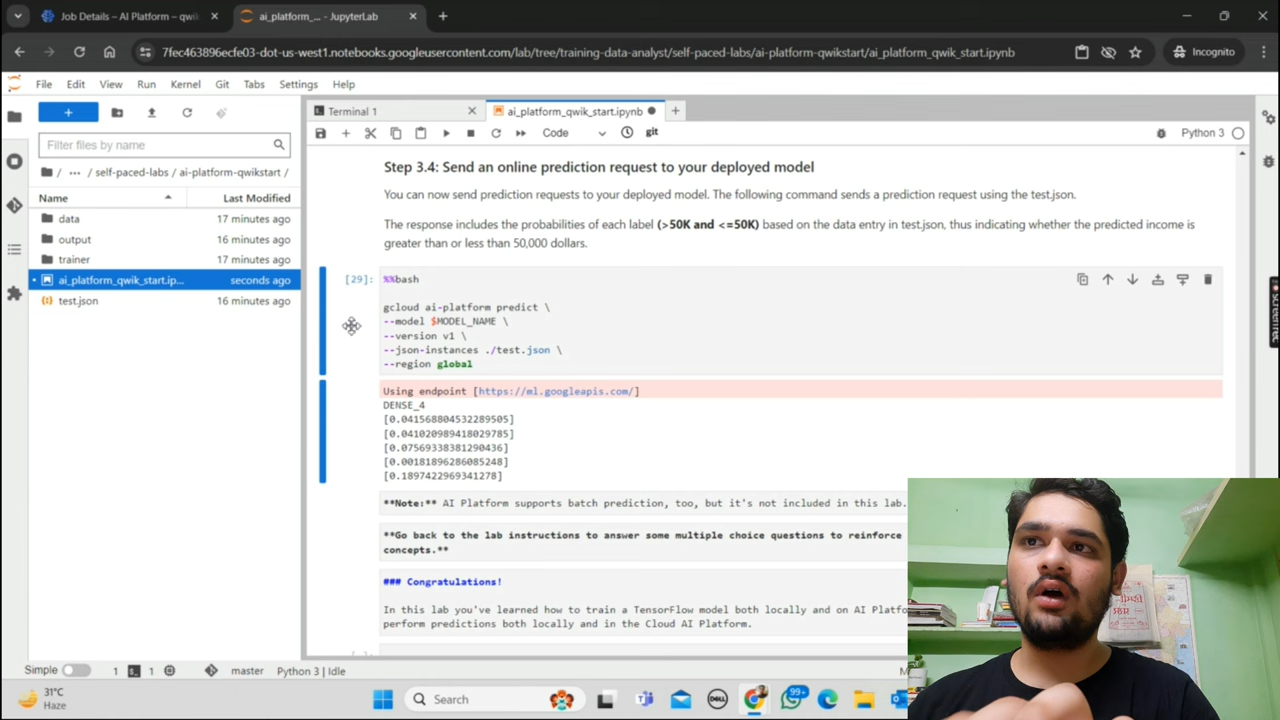 Job Details – AI Platform – qwi
ai_platform_... - JupyterLab
7fec463896ecfe03-dot-us-west1.notebooks.googleusercontent.com/lab/tree/training-data-analyst/self-paced-labs/ai-platform-qwikstart/ai_platform_qwik_start.ipynb
Incognito
File Edit View Run Kernel Git Tabs Settings Help
Terminal 1
ai_platform_qwik_start.ipynb
Code
git
Python 3
Filter files by name
/ ... / self-paced-labs / ai-platform-qwikstart /
Name Last Modified
data 17 minutes ago
output 16 minutes ago
trainer 17 minutes ago
ai_platform_qwik_start.ip... seconds ago
test.json 16 minutes ago
Step 3.4: Send an online prediction request to your deployed model
You can now send prediction requests to your deployed model. The following command sends a prediction request using the test.json.
The response includes the probabilities of each label (>50K and <=50K) based on the data entry in test.json, thus indicating whether the predicted income is
greater than or less than 50,000 dollars.
[29]:
%%bash
gcloud ai-platform predict \
--model $MODEL_NAME \
--version v1 \
--json-instances ./test.json \
--region global
Using endpoint [https://ml.googleapis.com/]
DENSE_4
[0.041568804532289505]
[0.041020989418029785]
[0.07569338381290436]
[0.00181896286085248]
[0.1897422969341278]
**Note:** AI Platform supports batch prediction, too, but it's not included in this lab.
**Go back to the lab instructions to answer some multiple choice questions to reinforce
concepts.**
### Congratulations!
In this lab you've learned how to train a TensorFlow model both locally and on AI Platfo
perform predictions both locally and in the Cloud AI Platform.
[ ]:
Simple 1 1 master Python 3 | Idle
screenrec
31°C
Haze
Search
DELL
99+